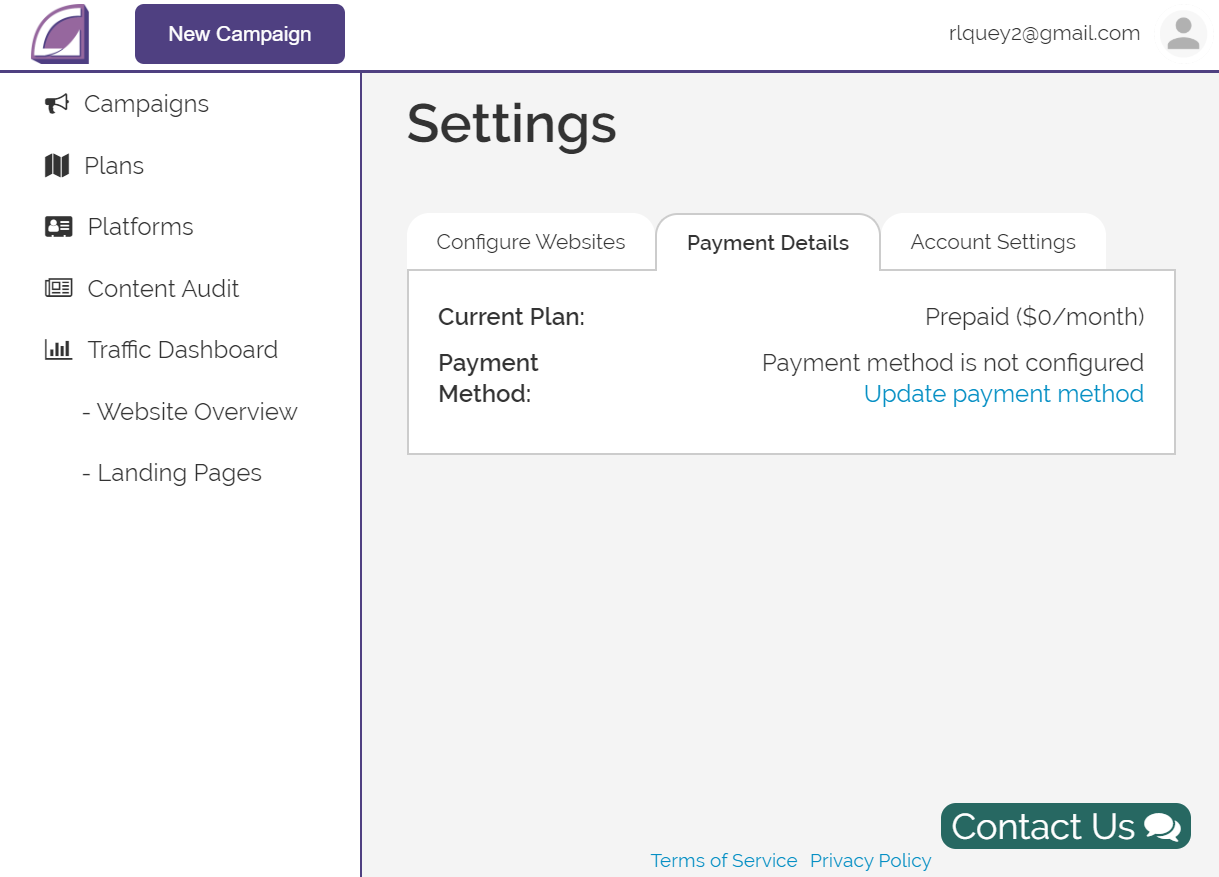 New Campaign
rlquey2@gmail.com
Campaigns
Plans
Platforms
Content Audit
Traffic Dashboard
- Website Overview
- Landing Pages
Settings
Configure Websites
Payment Details
Account Settings
Current Plan:
Prepaid ($0/month)
Payment
Method:
Payment method is not configured
Update payment method
Contact Us
Terms of Service
Privacy Policy